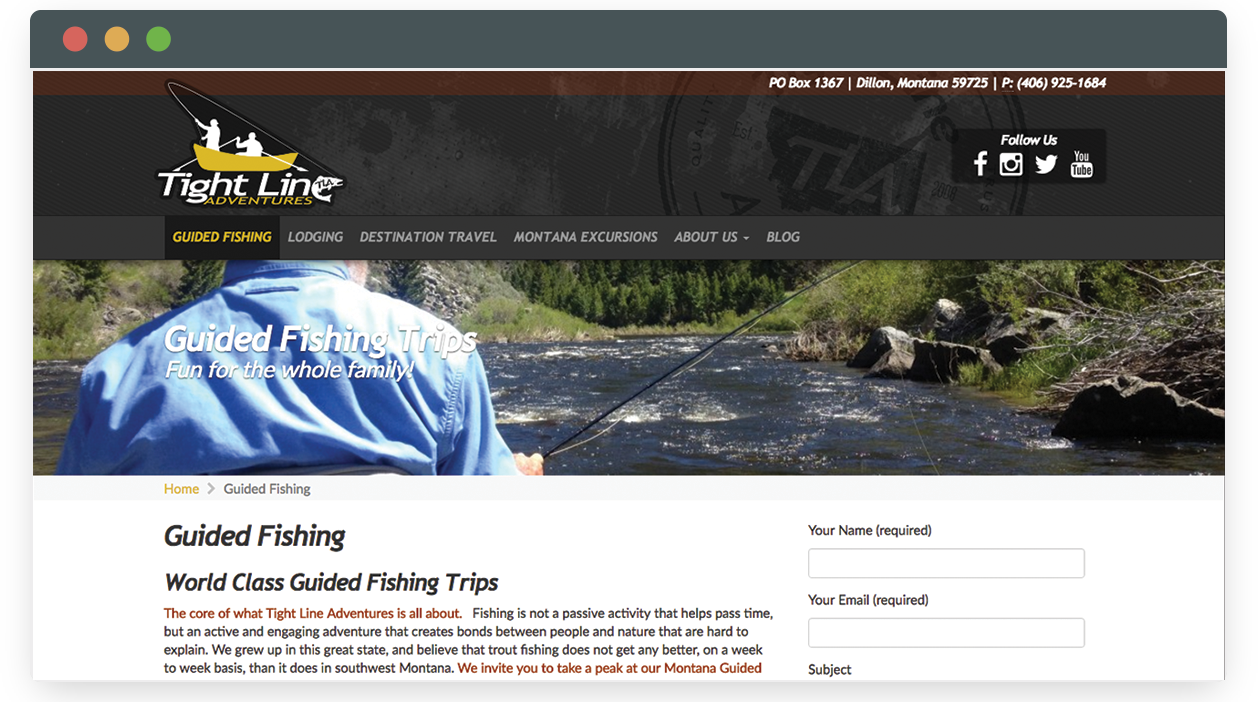 PO Box 1367 | Dillon, Montana 59725 | P: (406) 925-1684
Tight Line
TLA
ADVENTURES
QUALITY
Est
TLA
2008
Follow Us
You
Tube
GUIDED FISHING LODGING DESTINATION TRAVEL MONTANA EXCURSIONS ABOUT US BLOG
Guided Fishing Trips
Fun for the whole family!
Home > Guided Fishing
Guided Fishing
World Class Guided Fishing Trips
The core of what Tight Line Adventures is all about. Fishing is not a passive activity that helps pass time,
but an active and engaging adventure that creates bonds between people and nature that are hard to
explain. We grew up in this great state, and believe that trout fishing does not get any better, on a week
to week basis, than it does in southwest Montana. We invite you to take a peak at our Montana Guided
Your Name (required)
Your Email (required)
Subject